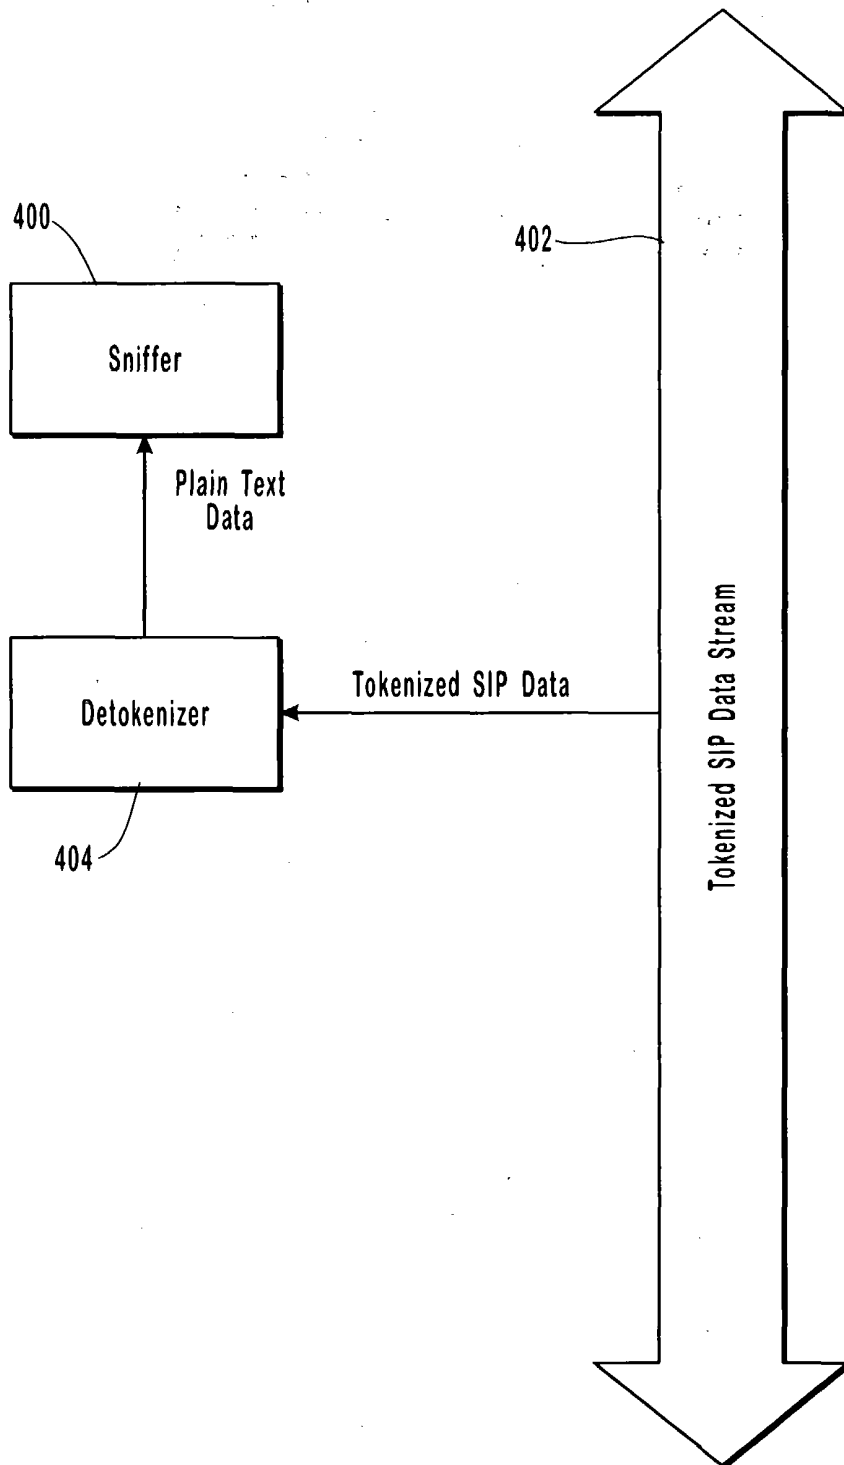 400
402
Sniffer
Plain Text
Data
Tokenized SIP Data
Detokenizer
Tokenized SIP Data Stream
404